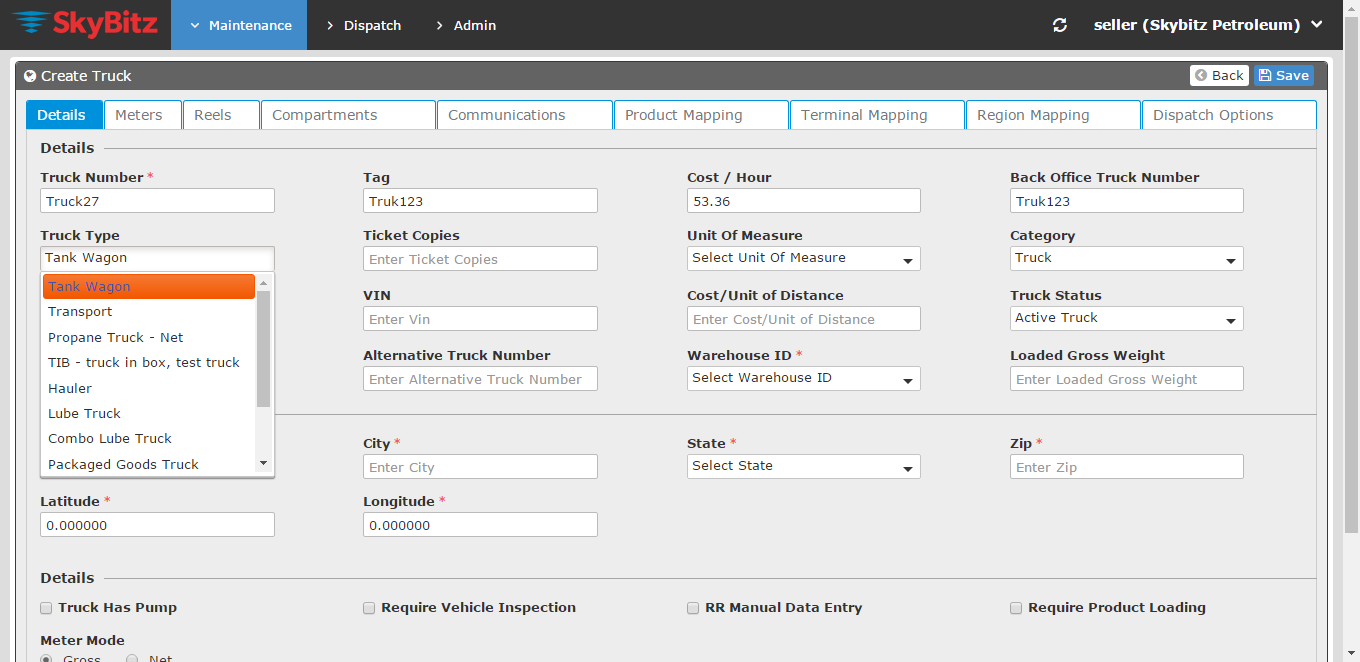 SkyBitz Maintenance Dispatch Admin seller (Skybitz Petroleum)
Create Truck Back Save
Details Meters Reels Compartments Communications Product Mapping Terminal Mapping Region Mapping Dispatch Options
Details
Truck Number * Tag Cost / Hour Back Office Truck Number
Truck27 Truk123 53.36 Truk123
Truck Type Ticket Copies Unit Of Measure Category
Tank Wagon Enter Ticket Copies Select Unit Of Measure Truck
Tank Wagon
VIN Cost/Unit of Distance Truck Status
Transport Enter Vin Enter Cost/Unit of Distance Active Truck
Propane Truck - Net
TIB - truck in box, test truck Alternative Truck Number Warehouse ID * Loaded Gross Weight
Hauler Enter Alternative Truck Number Select Warehouse ID Enter Loaded Gross Weight
Lube Truck
Combo Lube Truck City * State * Zip *
Packaged Goods Truck Enter City Select State Enter Zip
Latitude * Longitude *
0.000000 0.000000
Details
Truck Has Pump Require Vehicle Inspection RR Manual Data Entry Require Product Loading
Meter Mode
Gross Net